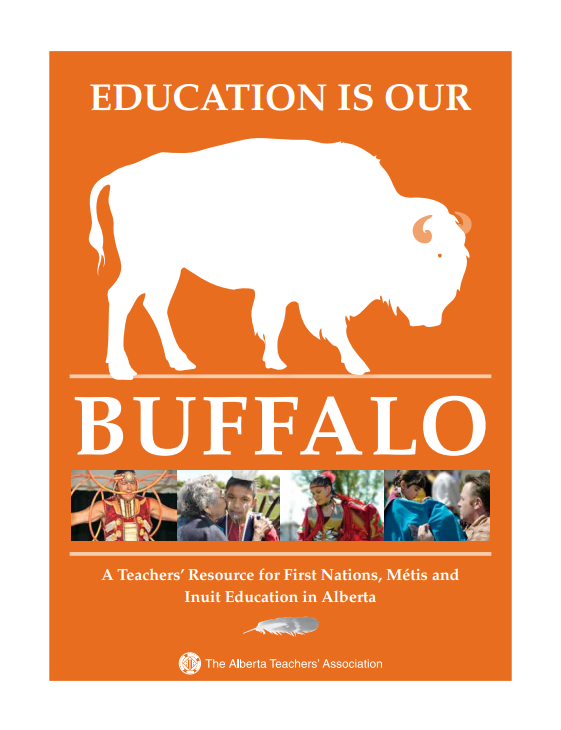 EDUCATION IS OUR
BUFFALO
A Teachers’ Resource for First Nations, Métis and
Inuit Education in Alberta
The Alberta Teachers’ Association